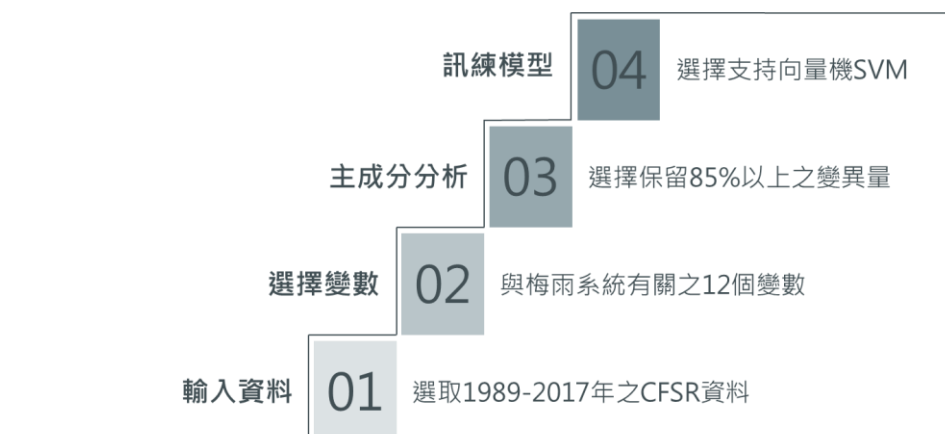 訊練模型 04 選擇支持向量機SVM
主成分分析 03 選擇保留85%以上之變異量
選擇變數 02 與梅雨系統有關之12個變數
輸入資料 01 選取1989-2017年之CFSR資料